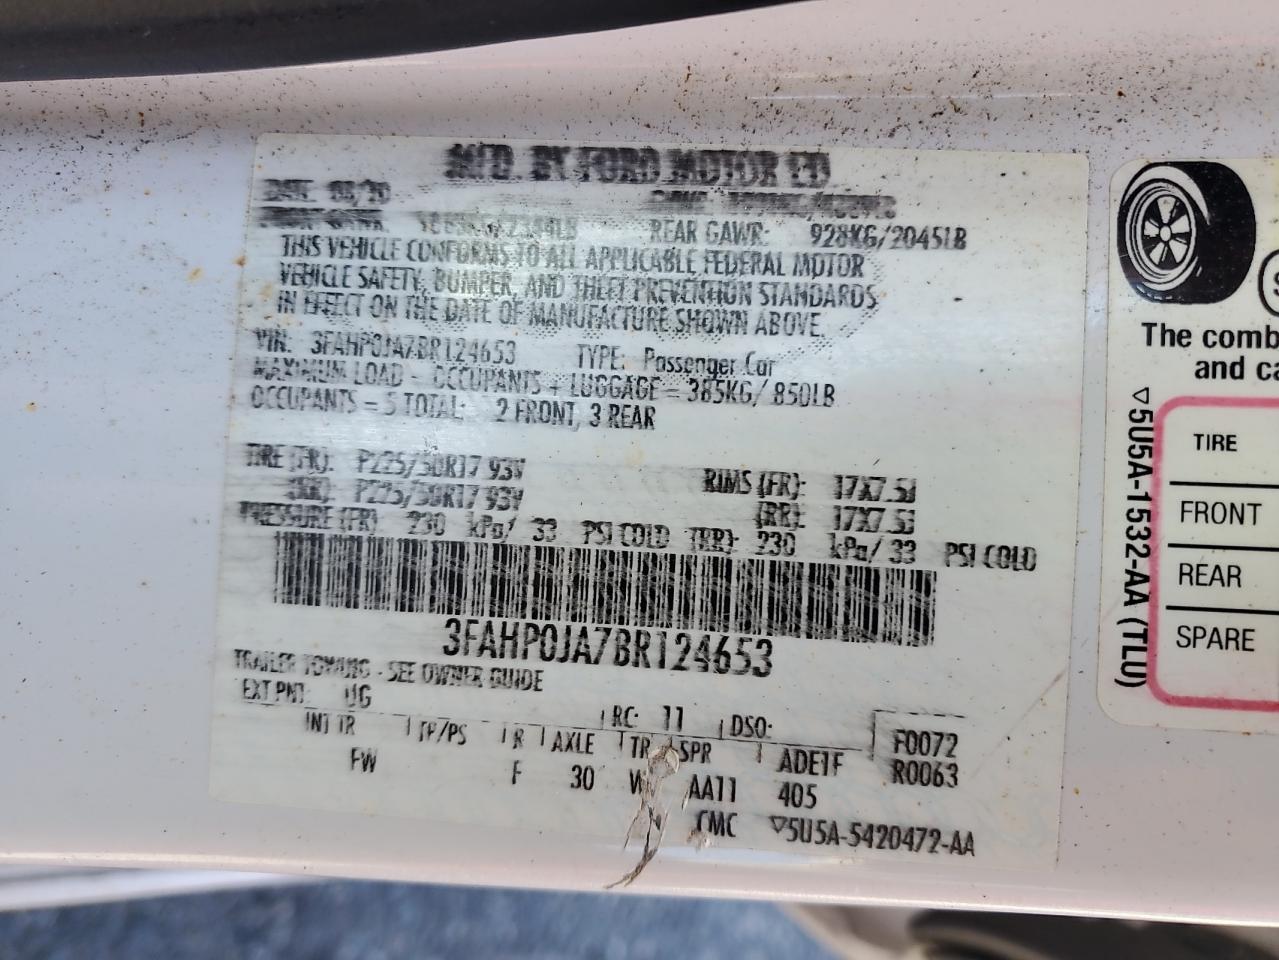 MFD. BY FORD MOTOR
DATE
REAR GAWR: 928KG/2045LB
THIS VEHICLE CONFORMS TO ALL APPLICABLE FEDERAL MOTOR
VEHICLE SAFETY, BUMPER, AND THEFT PREVENTION STANDARDS
IN EFFECT ON THE DATE OF MANUFACTURE SHOWN ABOVE.
VIN: 3FAHP0JA7BR124653 TYPE: Passenger Car
MAXIMUM LOAD - OCCUPANTS + LUGGAGE = 385KG/ 850LB
OCCUPANTS = 5 TOTAL: 2 FRONT, 3 REAR
TIRE (FR): P225/50R17 93V RIMS (FR): 17X7.5J
(RR): P225/50R17 93V (RR): 17X7.5J
PRESSURE (FR): 230 kPa/ 33 PSI COLD (RR): 230 kPa/ 33 PSI COLD
3FAHP0JA7BR124653
TRAILER TOWING - SEE OWNER GUIDE
EXT PNT: UG RC: 11 DSO: F0072
INT TR TP/PS R AXLE TR SPR ADE1F R0063
FW F 30 W AA11 405
CMC ▽5U5A-5420472-AA
The comb
and ca
▽5U5A-1532-AA (TLU)
TIRE
FRONT
REAR
SPARE